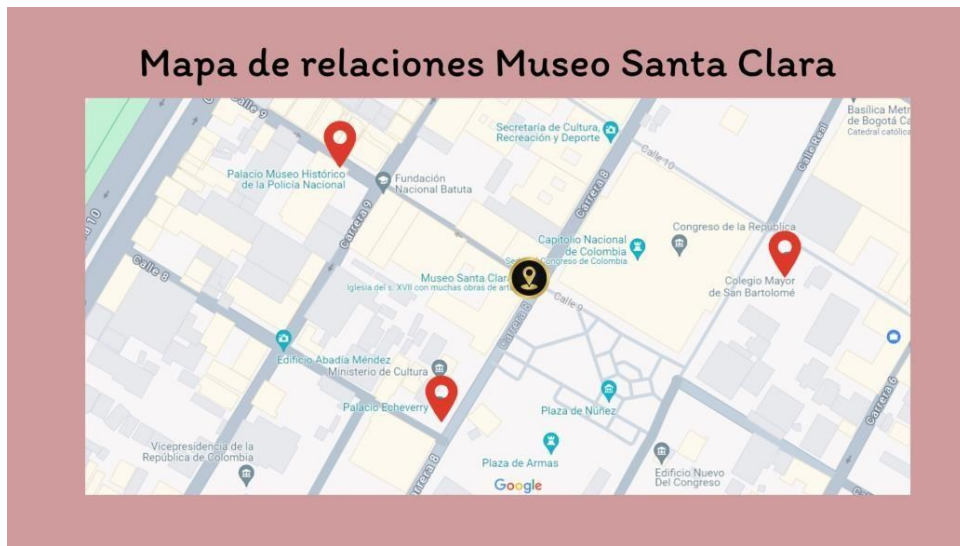 Mapa de relaciones Museo Santa Clara
Calle 9
Basílica Metr
de Bogotá Ca
Catedral católica
Secretaría de Cultura,
Recreación y Deporte
Calle 10
Calle Real
Palacio Museo Histórico
de la Policía Nacional
Fundación
Nacional Batuta
Carrera 8
Carrera 9
a 10
Congreso de la República
Capitolio Nacional
de Colombia
Congreso de Colombia
Calle 8
Museo Santa Clara
Iglesia del s. XVII con muchas obras de art
Colegio Mayor
de San Bartolomé
Calle 9
Carrera 8
Edificio Abadía Méndez
Ministerio de Cultura
Palacio Echeverry
Plaza de Núñez
Carrera 6
Vicepresidencia de la
República de Colombia
Carrera 8
Plaza de Armas
Edificio Nuevo
Del Congreso
Google